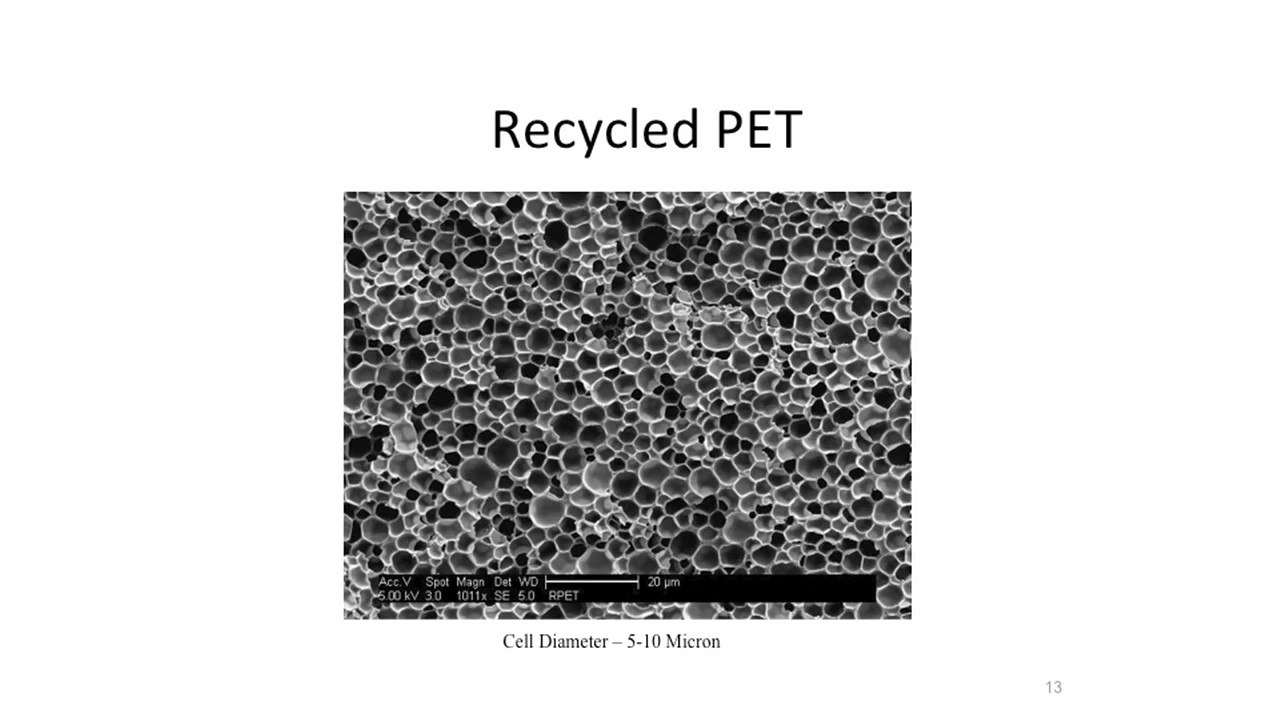 Recycled PET
Acc.V Spot Magn Det WD 20 µm
5.00 kV 3.0 1011x SE 5.0 RPET
Cell Diameter – 5-10 Micron
13